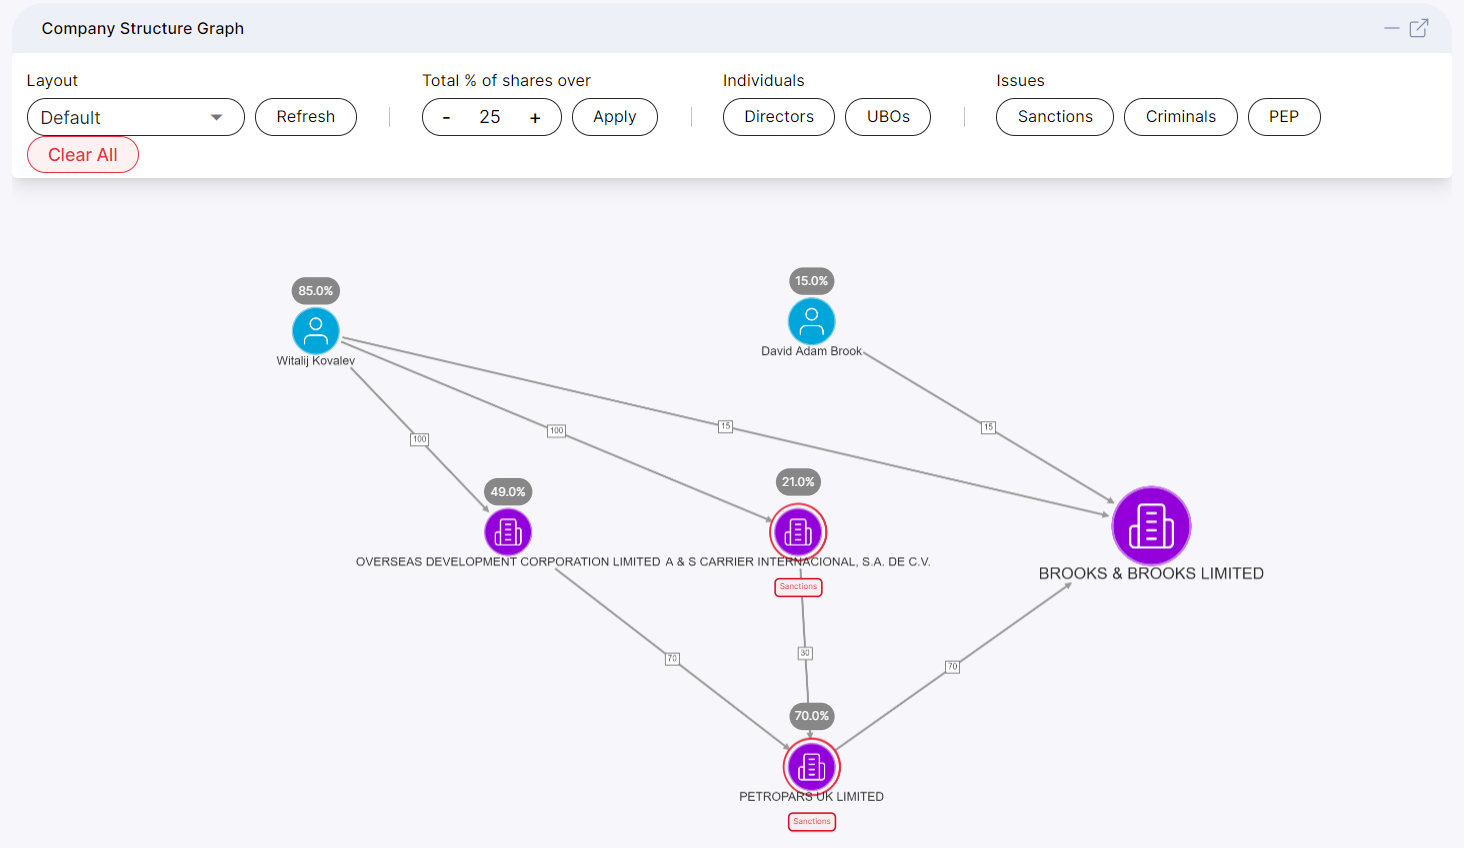 Company Structure Graph
Layout
Total % of shares over
Individuals
Issues
Default
Refresh
- 25 +
Apply
Directors
UBOs
Sanctions
Criminals
PEP
Clear All
85.0%
Witalij Kovalev
15.0%
David Adam Brook
100
100
15
15
49.0%
OVERSEAS DEVELOPMENT CORPORATION LIMITED
21.0%
A & S CARRIER INTERNACIONAL, S.A. DE C.V.
Sanctions
BROOKS & BROOKS LIMITED
70
30
70
70.0%
PETROPARS UK LIMITED
Sanctions